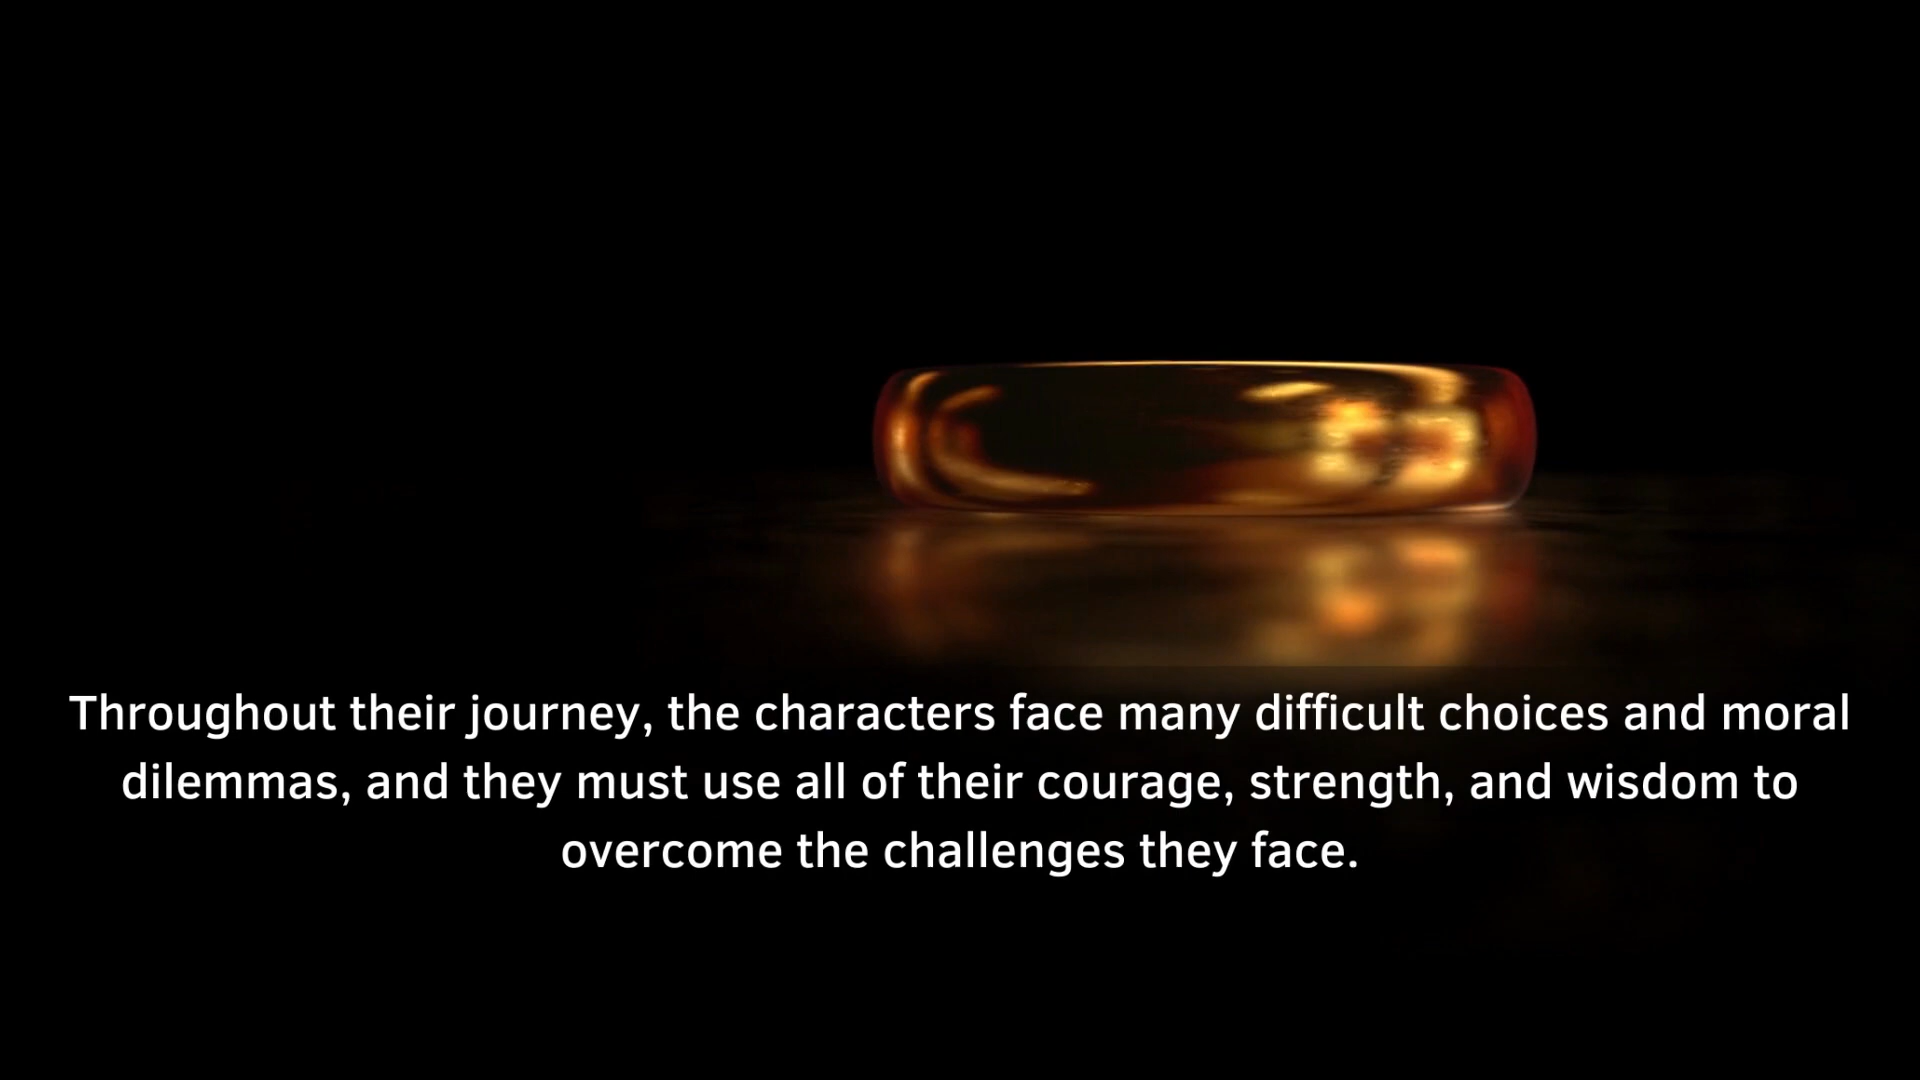 Throughout their journey, the characters face many difficult choices and moral
dilemmas, and they must use all of their courage, strength, and wisdom to
overcome the challenges they face.